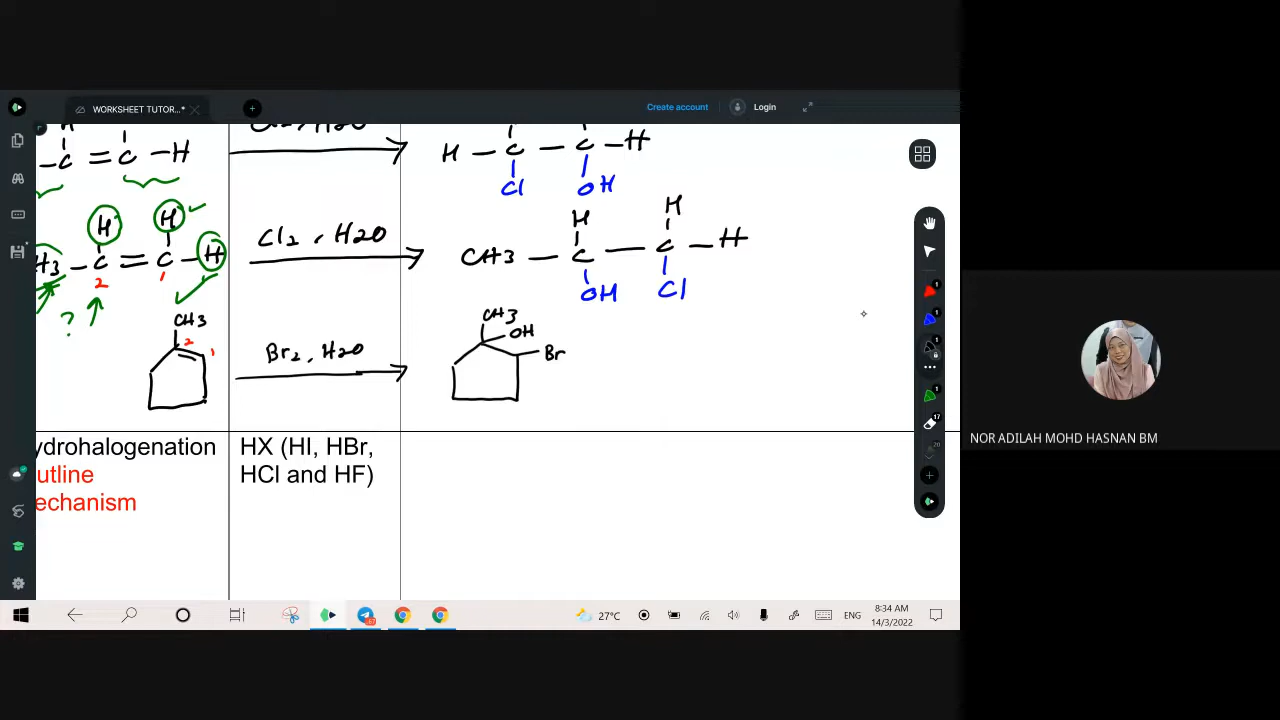 WORKSHEET TUTOR...*
Create account
Login
C = C - H
H - C - C - H
Cl OH
H H
H3 - C = C - H
2 1
?
Cl2, H2O
H H
CH3 - C - C - H
OH Cl
CH3
2 1
Br2, H2O
CH3
OH
Br
ydrohalogenation
utline
echanism
HX (HI, HBr,
HCl and HF)
NOR ADILAH MOHD HASNAN BM
27°C
ENG
8:34 AM
14/3/2022